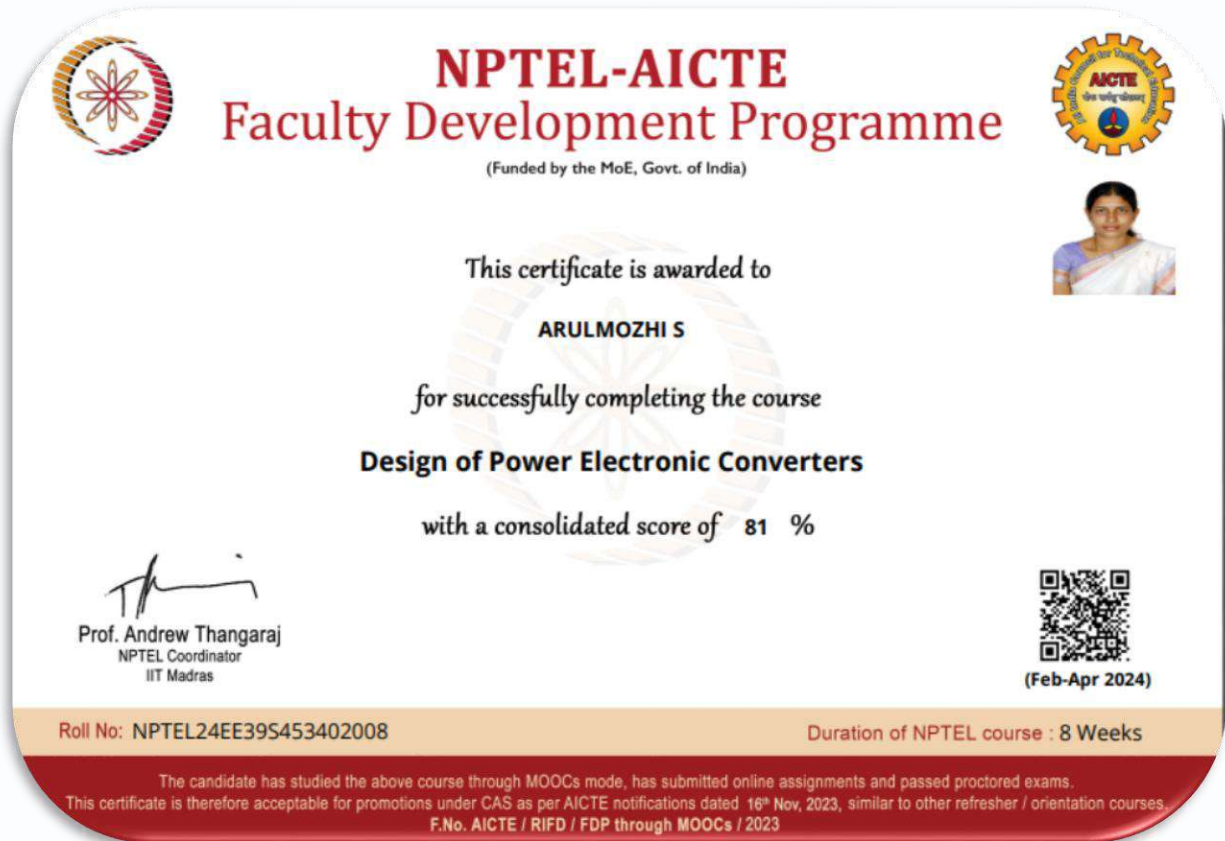 NPTEL-AICTE
Faculty Development Programme
(Funded by the MoE, Govt. of India)
AICTE
This certificate is awarded to
ARULMOZHI S
for successfully completing the course
Design of Power Electronic Converters
with a consolidated score of 81 %
Prof. Andrew Thangaraj
NPTEL Coordinator
IIT Madras
(Feb-Apr 2024)
Roll No: NPTEL24EE39S453402008
Duration of NPTEL course : 8 Weeks
The candidate has studied the above course through MOOCs mode, has submitted online assignments and passed proctored exams.
This certificate is therefore acceptable for promotions under CAS as per AICTE notifications dated 16th Nov, 2023, similar to other refresher / orientation courses.
F.No. AICTE / RIFD / FDP through MOOCs / 2023